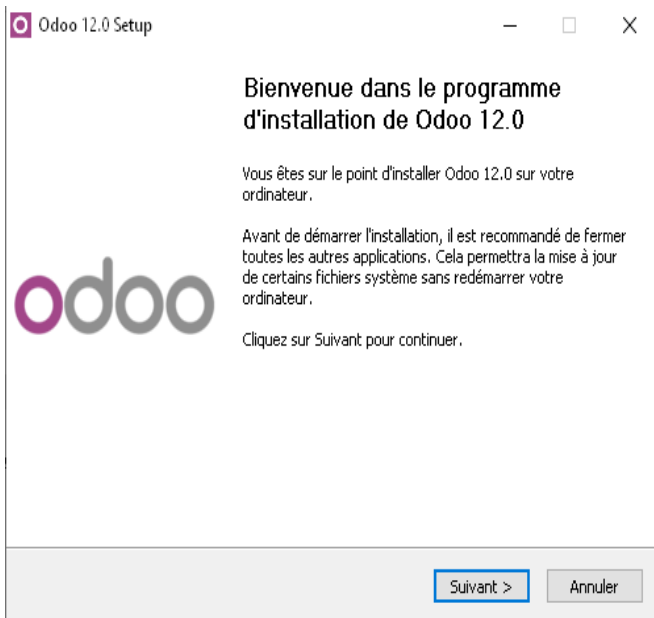 Odoo 12.0 Setup
Bienvenue dans le programme
d'installation de Odoo 12.0
Vous êtes sur le point d'installer Odoo 12.0 sur votre
ordinateur.
Avant de démarrer l'installation, il est recommandé de fermer
toutes les autres applications. Cela permettra la mise à jour
de certains fichiers système sans redémarrer votre
ordinateur.
odoo
Cliquez sur Suivant pour continuer.
Suivant >
Annuler